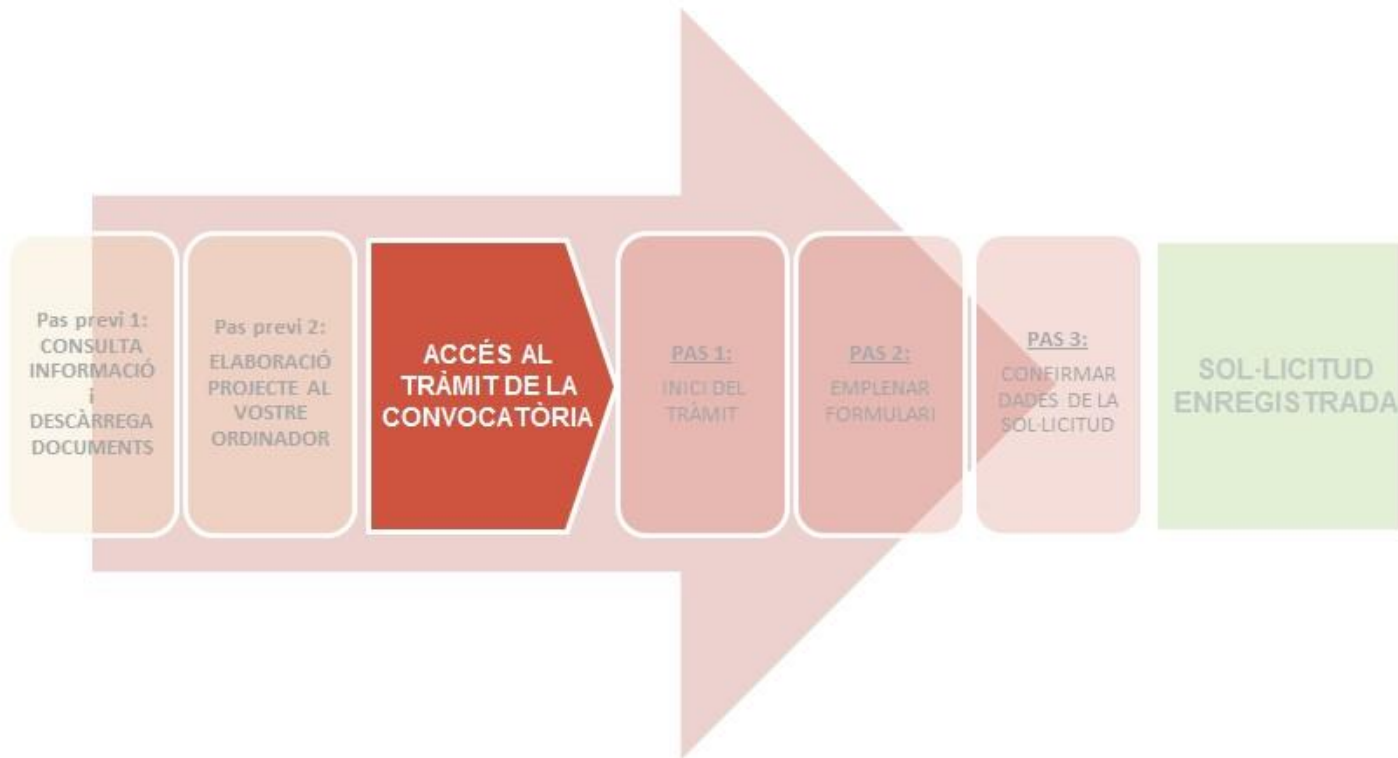 Pas previ 1:
CONSULTA
INFORMACIÓ
i
DESCÀRREGA
DOCUMENTS
Pas previ 2:
ELABORACIÓ
PROJECTE AL
VOSTRE
ORDINADOR
ACCÉS AL
TRÀMIT DE LA
CONVOCATÒRIA
PAS 1:
INICI DEL
TRÀMIT
PAS 2:
EMPLENAR
FORMULARI
PAS 3:
CONFIRMAR
DADES DE LA
SOL·LICITUD
SOL·LICITUD
ENREGISTRADA